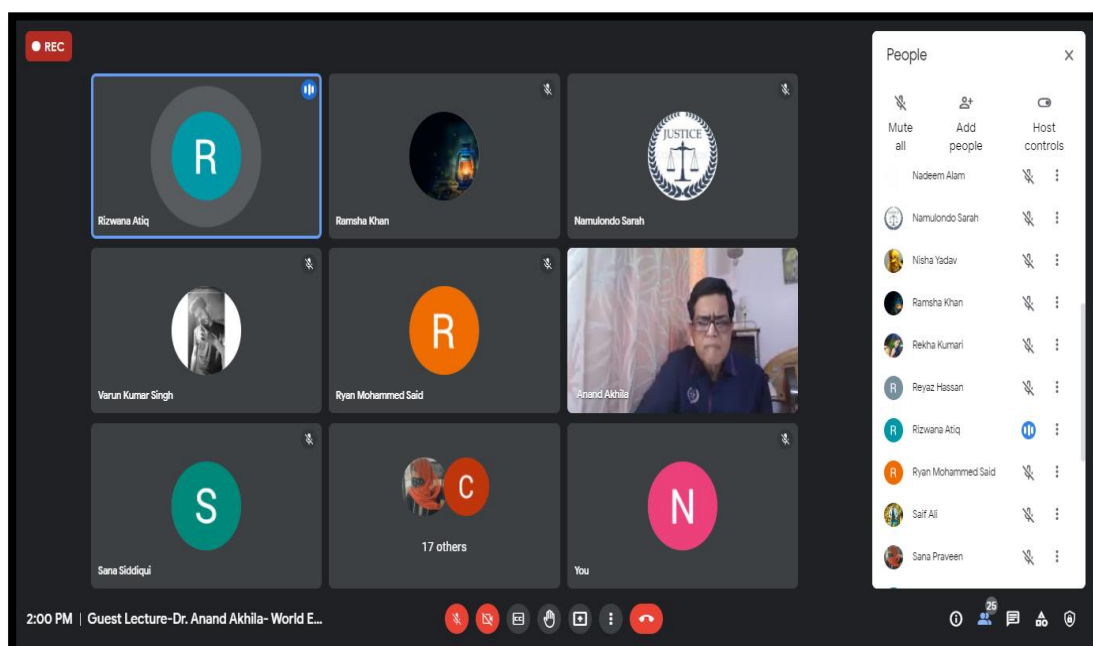 REC
R
Rizwana Atiq
Ramsha Khan
JUSTICE
Namulondo Sarah
Varun Kumar Singh
R
Ryan Mohammed Said
Anand Akhila
S
Sana Siddiqui
C
17 others
N
You
People
Mute all
Add people
Host controls
Nadeem Alam
Namulondo Sarah
Nisha Yadav
Ramsha Khan
Rekha Kumari
R Reyaz Hassan
R Rizwana Atiq
R Ryan Mohammed Said
Saif Ali
Sana Praveen
2:00 PM | Guest Lecture-Dr. Anand Akhila- World E...
25